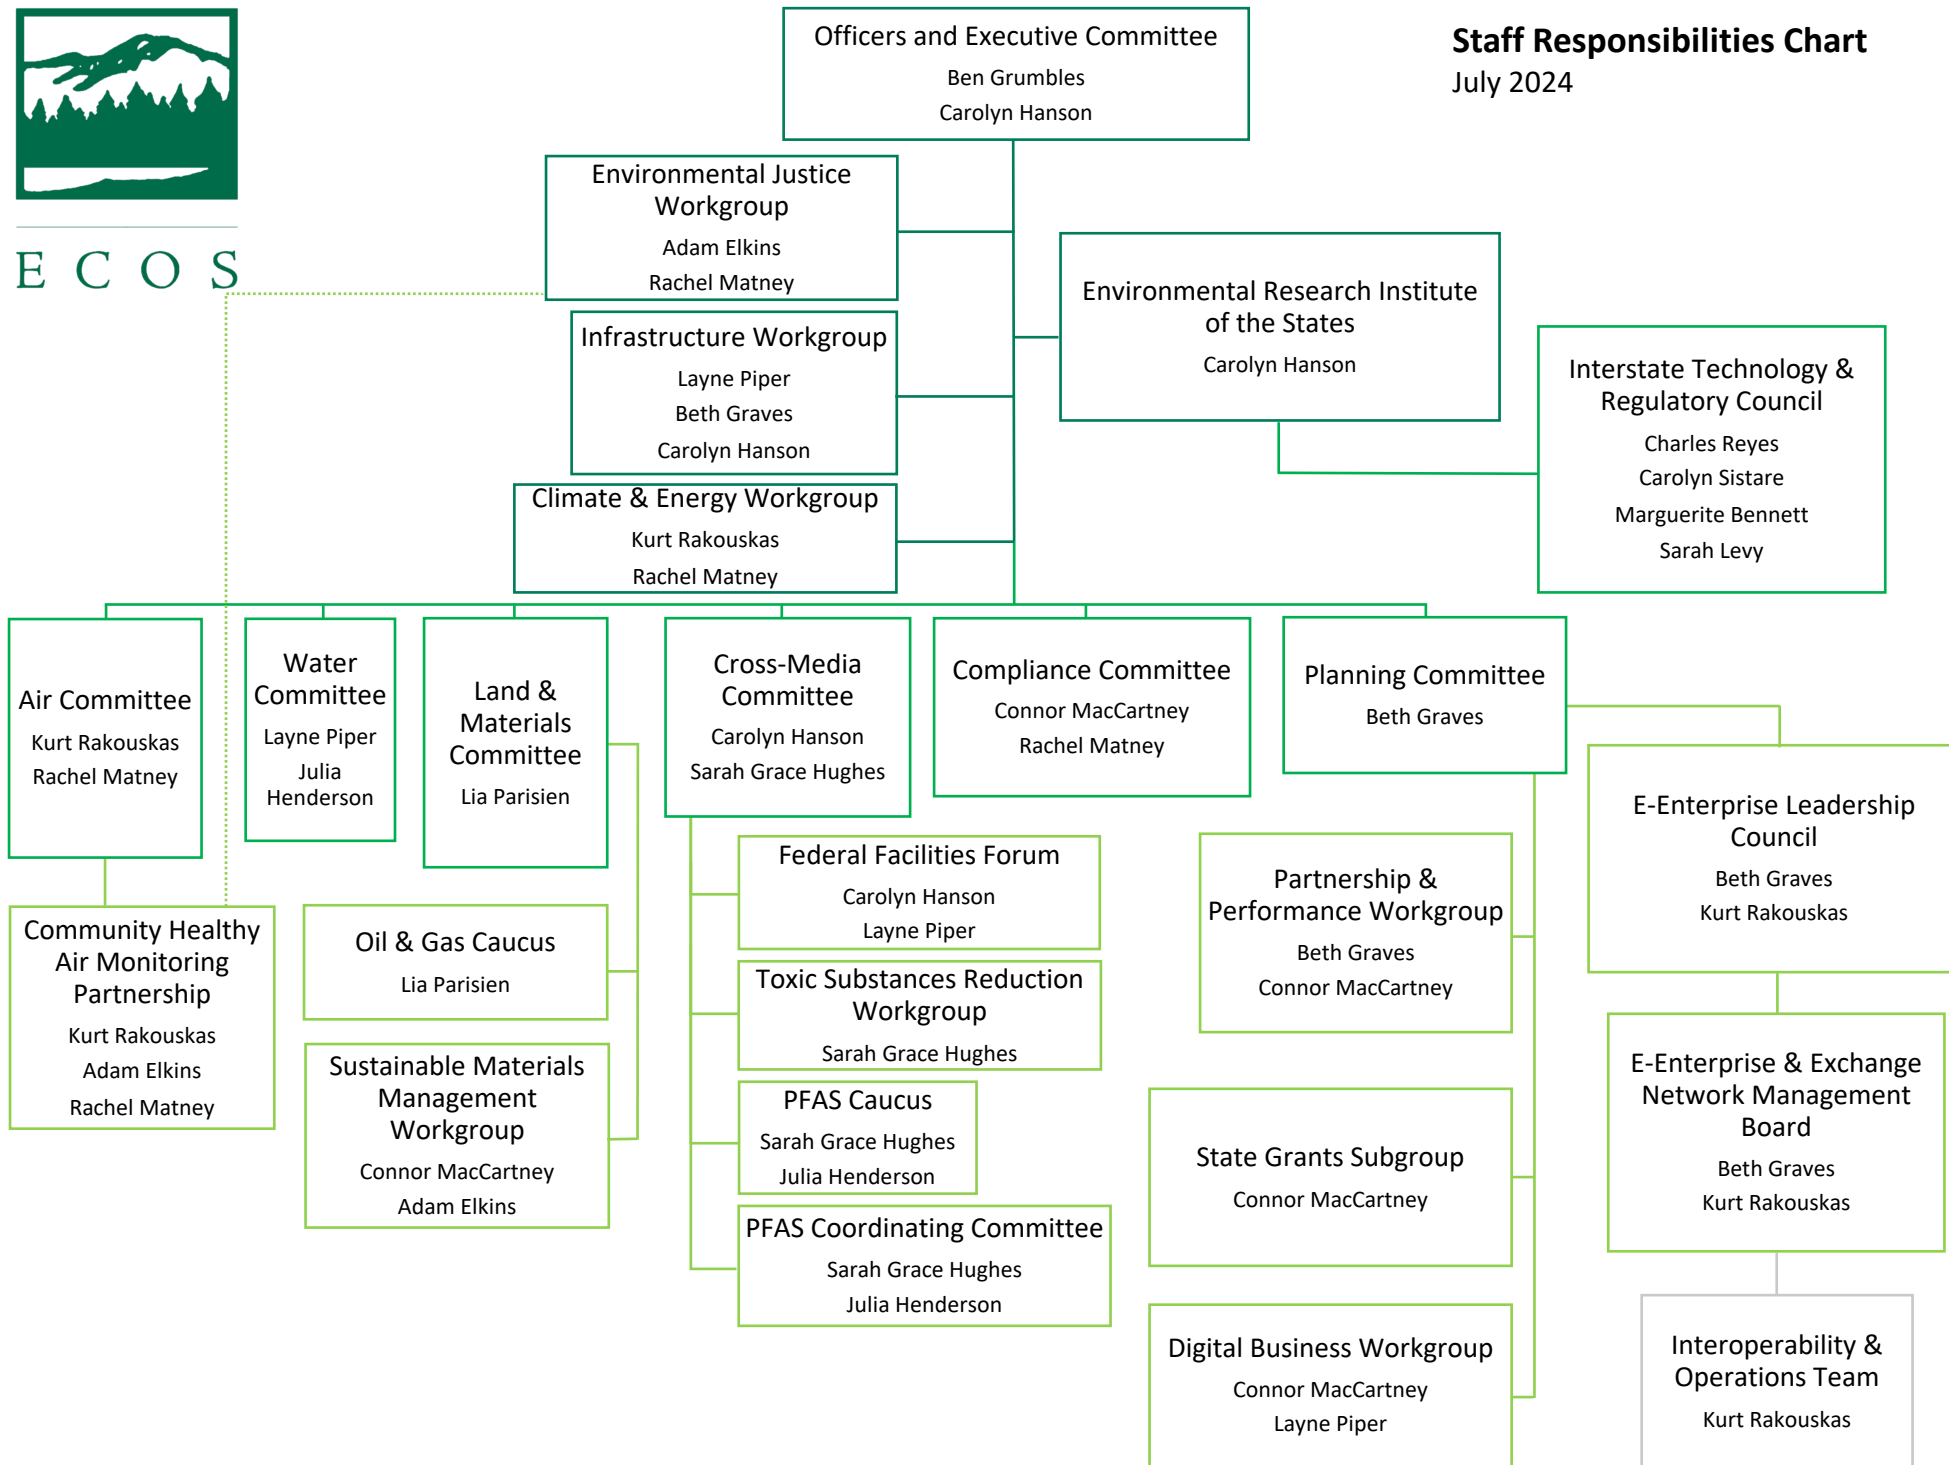 ECOS
Staff Responsibilities Chart
July 2024
Officers and Executive Committee
Ben Grumbles
Carolyn Hanson
Environmental Justice
Workgroup
Adam Elkins
Rachel Matney
Infrastructure Workgroup
Layne Piper
Beth Graves
Carolyn Hanson
Climate & Energy Workgroup
Kurt Rakouskas
Rachel Matney
Environmental Research Institute
of the States
Carolyn Hanson
Interstate Technology &
Regulatory Council
Charles Reyes
Carolyn Sistare
Marguerite Bennett
Sarah Levy
Air Committee
Kurt Rakouskas
Rachel Matney
Water
Committee
Layne Piper
Julia
Henderson
Land &
Materials
Committee
Lia Parisien
Cross-Media
Committee
Carolyn Hanson
Sarah Grace Hughes
Compliance Committee
Connor MacCartney
Rachel Matney
Planning Committee
Beth Graves
Community Healthy
Air Monitoring
Partnership
Kurt Rakouskas
Adam Elkins
Rachel Matney
Oil & Gas Caucus
Lia Parisien
Sustainable Materials
Management
Workgroup
Connor MacCartney
Adam Elkins
Federal Facilities Forum
Carolyn Hanson
Layne Piper
Toxic Substances Reduction
Workgroup
Sarah Grace Hughes
PFAS Caucus
Sarah Grace Hughes
Julia Henderson
PFAS Coordinating Committee
Sarah Grace Hughes
Julia Henderson
Partnership &
Performance Workgroup
Beth Graves
Connor MacCartney
State Grants Subgroup
Connor MacCartney
Digital Business Workgroup
Connor MacCartney
Layne Piper
E-Enterprise Leadership
Council
Beth Graves
Kurt Rakouskas
E-Enterprise & Exchange
Network Management
Board
Beth Graves
Kurt Rakouskas
Interoperability &
Operations Team
Kurt Rakouskas